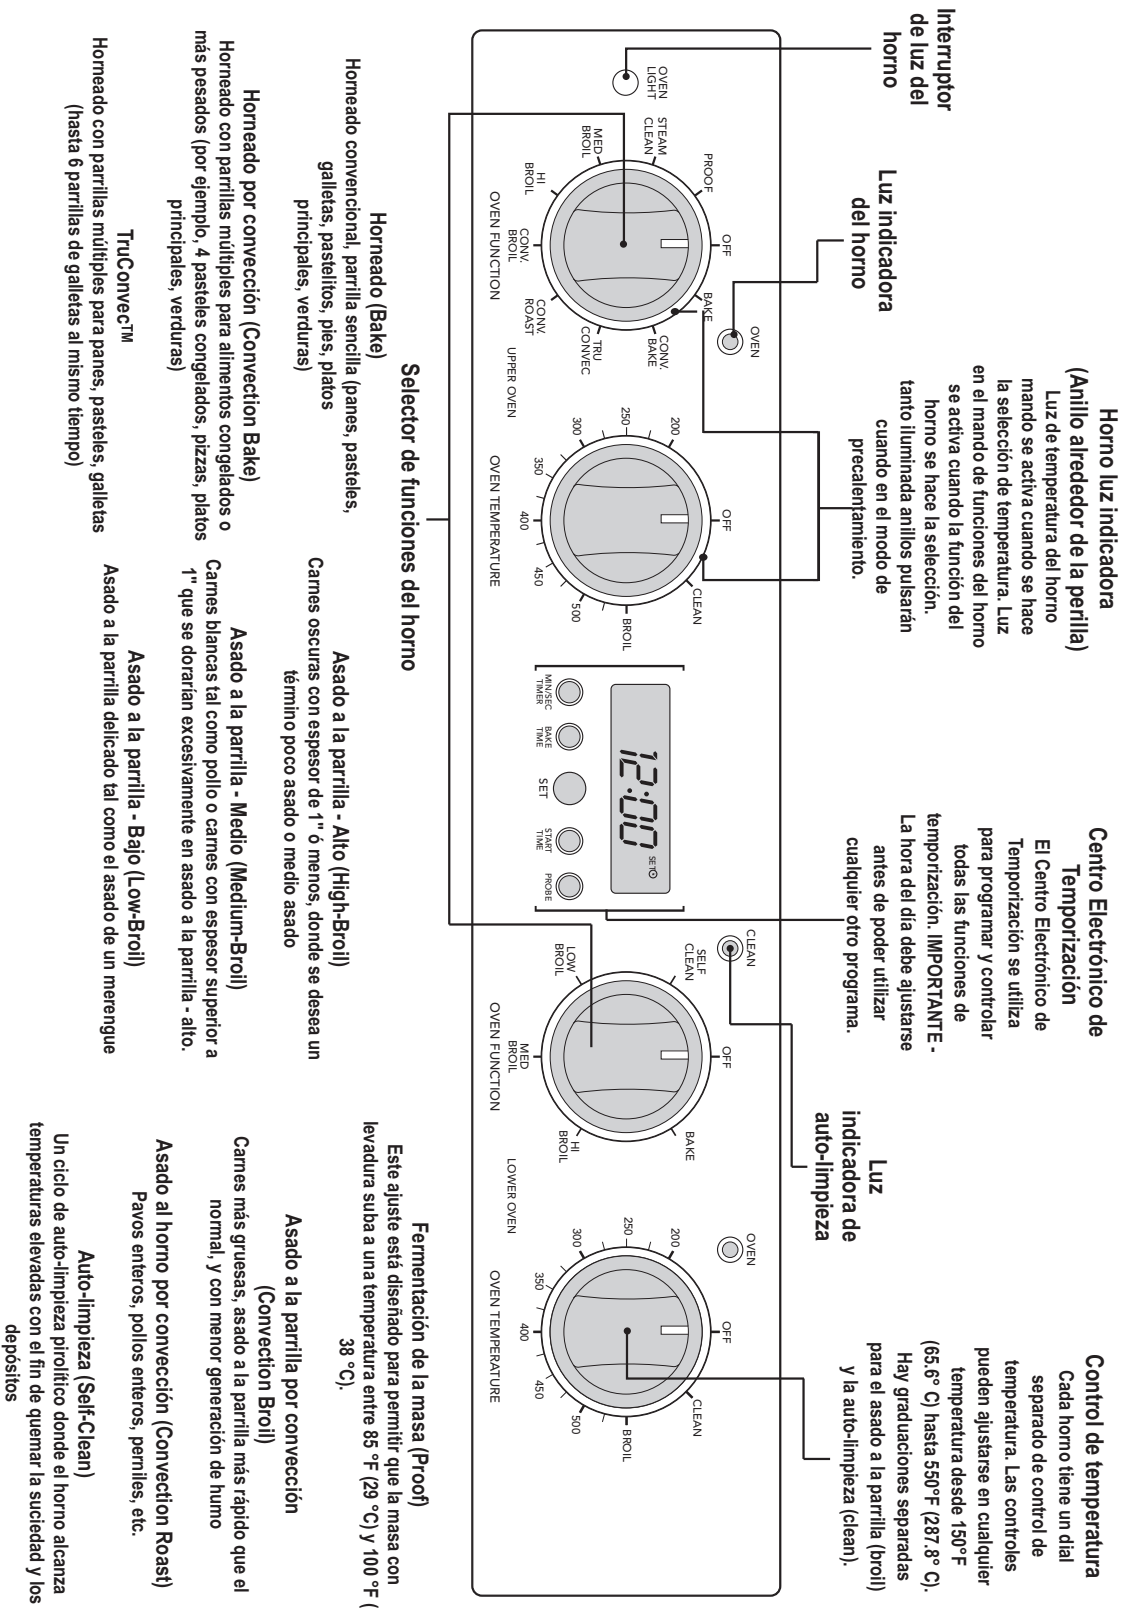 Interruptor
de luz del
horno
Luz indicadora
del horno
Horno luz indicadora
(Anillo alrededor de la perilla)
Luz de temperatura del horno
mando se activa cuando se hace
la selección de temperatura. Luz
en el mando de funciones del horno
se activa cuando la función del
horno se hace la selección.
tanto iluminada anillos pulsarán
cuando en el modo de
precalentamiento.
Centro Electrónico de
Temporización
El Centro Electrónico de
Temporización se utiliza
para programar y controlar
todas las funciones de
temporización. IMPORTANTE -
La hora del día debe ajustarse
antes de poder utilizar
cualquier otro programa.
Luz
indicadora de
auto-limpieza
Control de temperatura
Cada horno tiene un dial
separado de control de
temperatura. Las controles
pueden ajustarse en cualquier
temperatura desde 150°F
(65.6° C) hasta 550°F (287.8° C).
Hay graduaciones separadas
para el asado a la parrilla (broil)
y la auto-limpieza (clean).
OVEN
LIGHT
OFF
BAKE
CONV.
BAKE
TRU
CONVEC
CONV.
ROAST
CONV.
BROIL
HI
BROIL
MED
BROIL
STEAM
CLEAN
PROOF
OVEN FUNCTION
OVEN
UPPER OVEN
OFF
CLEAN
BROIL
500
450
400
350
300
250
200
OVEN TEMPERATURE
12:00
SET
MIN/SEC
TIMER
BAKE
TIME
SET
START
TIME
PROBE
CLEAN
OFF
BAKE
HI
BROIL
MED
BROIL
LOW
BROIL
SELF
CLEAN
OVEN FUNCTION
LOWER OVEN
OVEN
OFF
CLEAN
BROIL
500
450
400
350
300
250
200
OVEN TEMPERATURE
Selector de funciones del horno
Horneado (Bake)
Horneado convencional, parrilla sencilla (panes, pasteles,
galletas, pastelitos, pies, platos
principales, verduras)
Horneado por convección (Convection Bake)
Horneado con parrillas múltiples para alimentos congelados o
más pesados (por ejemplo, 4 pasteles congelados, pizzas, platos
principales, verduras)
TruConvec™
Horneado con parrillas múltiples para panes, pasteles, galletas
(hasta 6 parrillas de galletas al mismo tiempo)
Asado a la parrilla - Alto (High-Broil)
Carnes oscuras con espesor de 1" ó menos, donde se desea un
término poco asado o medio asado
Asado a la parrilla - Medio (Medium-Broil)
Carnes blancas tal como pollo o carnes con espesor superior a
1" que se dorarían excesivamente en asado a la parrilla - alto.
Asado a la parrilla - Bajo (Low-Broil)
Asado a la parrilla delicado tal como el asado de un merengue
Fermentación de la masa (Proof)
Este ajuste está diseñado para permitir que la masa con
levadura suba a una temperatura entre 85 °F (29 °C) y 100 °F (
38 °C).
Asado a la parrilla por convección
(Convection Broil)
Carnes más gruesas, asado a la parrilla más rápido que el
normal, y con menor generación de humo
Asado al horno por convección (Convection Roast)
Pavos enteros, pollos enteros, perniles, etc.
Auto-limpieza (Self-Clean)
Un ciclo de auto-limpieza pirolítico donde el horno alcanza
temperaturas elevadas con el fin de quemar la suciedad y los
depósitos